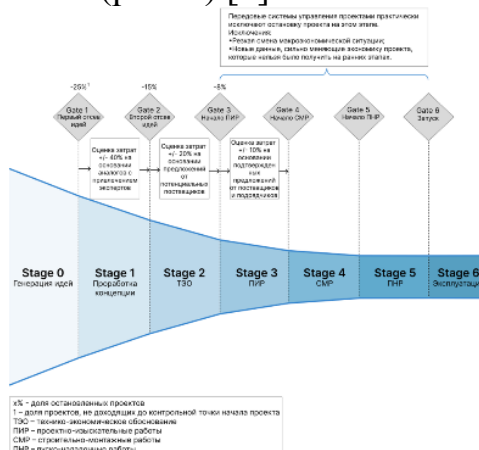 Передовые системы управления проектами практически
исключают остановку проекта на этом этапе.
Исключения:
•Резкая смена макроэкономической ситуации;
•Новые данные, сильно меняющие экономику проекта,
которые нельзя было получить на ранних этапах.
~25%¹
~15%
~8%
Gate 1
Первый отсев
идей
Gate 2
Второй отсев
идей
Gate 3
Начало ПИР
Gate 4
Начало СМР
Gate 5
Начало ПНР
Gate 6
Запуск
Оценка затрат
+/- 40% на
основании
аналогов с
привлечением
экспертов
Оценка затрат
+/- 20% на
основании
предложений
от
потенциальных
поставщиков
Оценка затрат
+/- 10% на
основании
подтвержден
ных
предложений
от поставщиков
и подрядчиков
Stage 0
Генерация идей
Stage 1
Проработка
концепции
Stage 2
ТЭО
Stage 3
ПИР
Stage 4
СМР
Stage 5
ПНР
Stage 6
Эксплуатац
x% – доля остановленных проектов
1 – доля проектов, не доходящих до контрольной точки начала проекта
ТЭО – технико-экономическое обоснование
ПИР – проектно-изыскательные работы
СМР – строительно-монтажные работы
ПНР – пусконаладочные работы